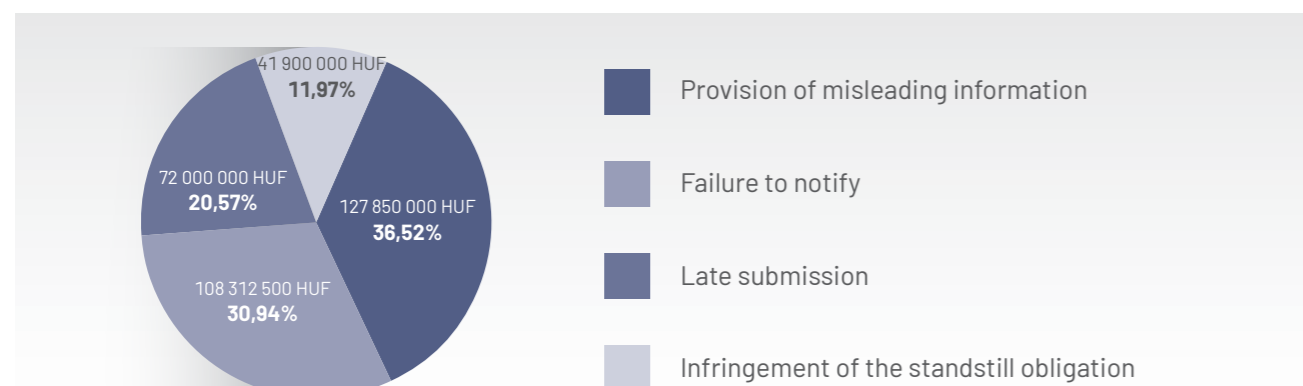 41 900 000 HUF
11,97%
72 000 000 HUF
20,57%
127 850 000 HUF
36,52%
108 312 500 HUF
30,94%
Provision of misleading information
Failure to notify
Late submission
Infringement of the standstill obligation